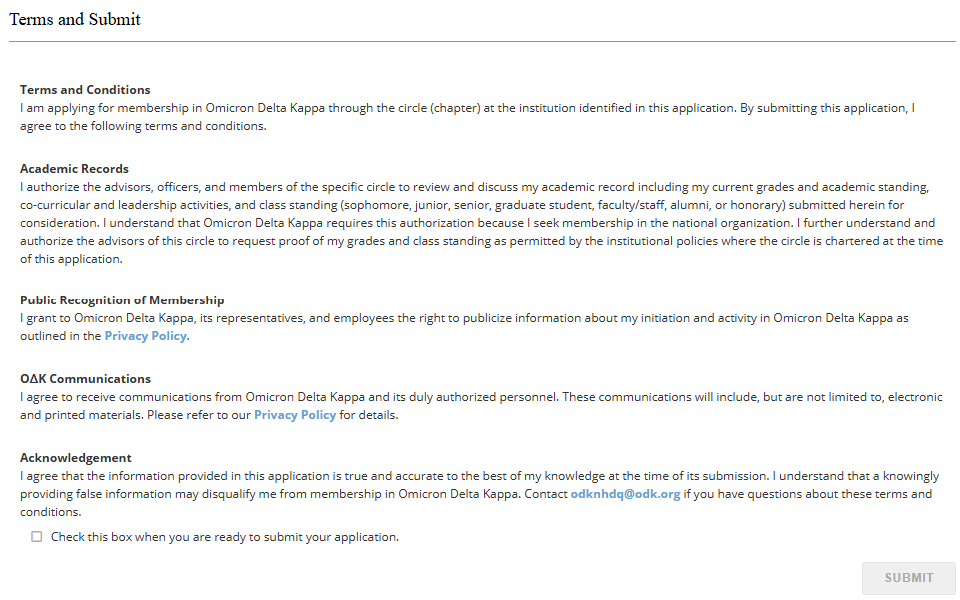 Terms and Submit
Terms and Conditions
I am applying for membership in Omicron Delta Kappa through the circle (chapter) at the institution identified in this application. By submitting this application, I
agree to the following terms and conditions.
Academic Records
I authorize the advisors, officers, and members of the specific circle to review and discuss my academic record including my current grades and academic standing,
co-curricular and leadership activities, and class standing (sophomore, junior, senior, graduate student, faculty/staff, alumni, or honorary) submitted herein for
consideration. I understand that Omicron Delta Kappa requires this authorization because I seek membership in the national organization. I further understand and
authorize the advisors of this circle to request proof of my grades and class standing as permitted by the institutional policies where the circle is chartered at the time
of this application.
Public Recognition of Membership
I grant to Omicron Delta Kappa, its representatives, and employees the right to publicize information about my initiation and activity in Omicron Delta Kappa as
outlined in the Privacy Policy.
OΔK Communications
I agree to receive communications from Omicron Delta Kappa and its duly authorized personnel. These communications will include, but are not limited to, electronic
and printed materials. Please refer to our Privacy Policy for details.
Acknowledgement
I agree that the information provided in this application is true and accurate to the best of my knowledge at the time of its submission. I understand that a knowingly
providing false information may disqualify me from membership in Omicron Delta Kappa. Contact odknhdq@odk.org if you have questions about these terms and
conditions.
Check this box when you are ready to submit your application.
SUBMIT